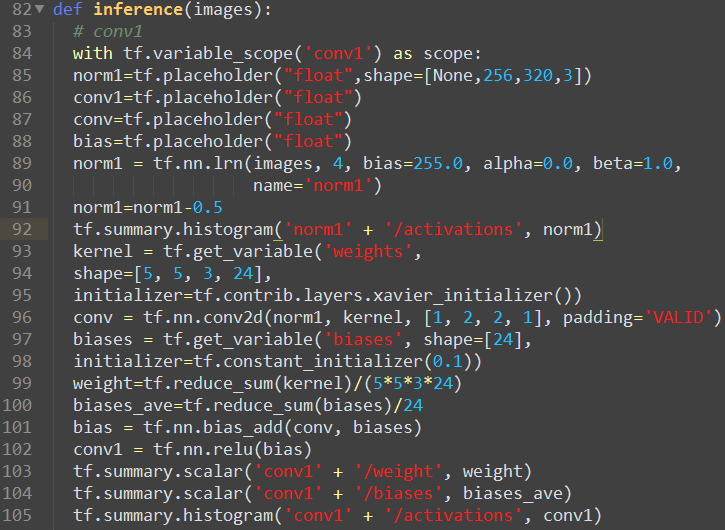 82 def inference(images):
83 # conv1
84 with tf.variable_scope('conv1') as scope:
85 norm1=tf.placeholder("float",shape=[None,256,320,3])
86 conv1=tf.placeholder("float")
87 conv=tf.placeholder("float")
88 bias=tf.placeholder("float")
89 norm1 = tf.nn.lrn(images, 4, bias=255.0, alpha=0.0, beta=1.0,
90 name='norm1')
91 norm1=norm1-0.5
92 tf.summary.histogram('norm1' + '/activations', norm1)
93 kernel = tf.get_variable('weights',
94 shape=[5, 5, 3, 24],
95 initializer=tf.contrib.layers.xavier_initializer())
96 conv = tf.nn.conv2d(norm1, kernel, [1, 2, 2, 1], padding='VALID')
97 biases = tf.get_variable('biases', shape=[24],
98 initializer=tf.constant_initializer(0.1))
99 weight=tf.reduce_sum(kernel)/(5*5*3*24)
100 biases_ave=tf.reduce_sum(biases)/24
101 bias = tf.nn.bias_add(conv, biases)
102 conv1 = tf.nn.relu(bias)
103 tf.summary.scalar('conv1' + '/weight', weight)
104 tf.summary.scalar('conv1' + '/biases', biases_ave)
105 tf.summary.histogram('conv1' + '/activations', conv1)